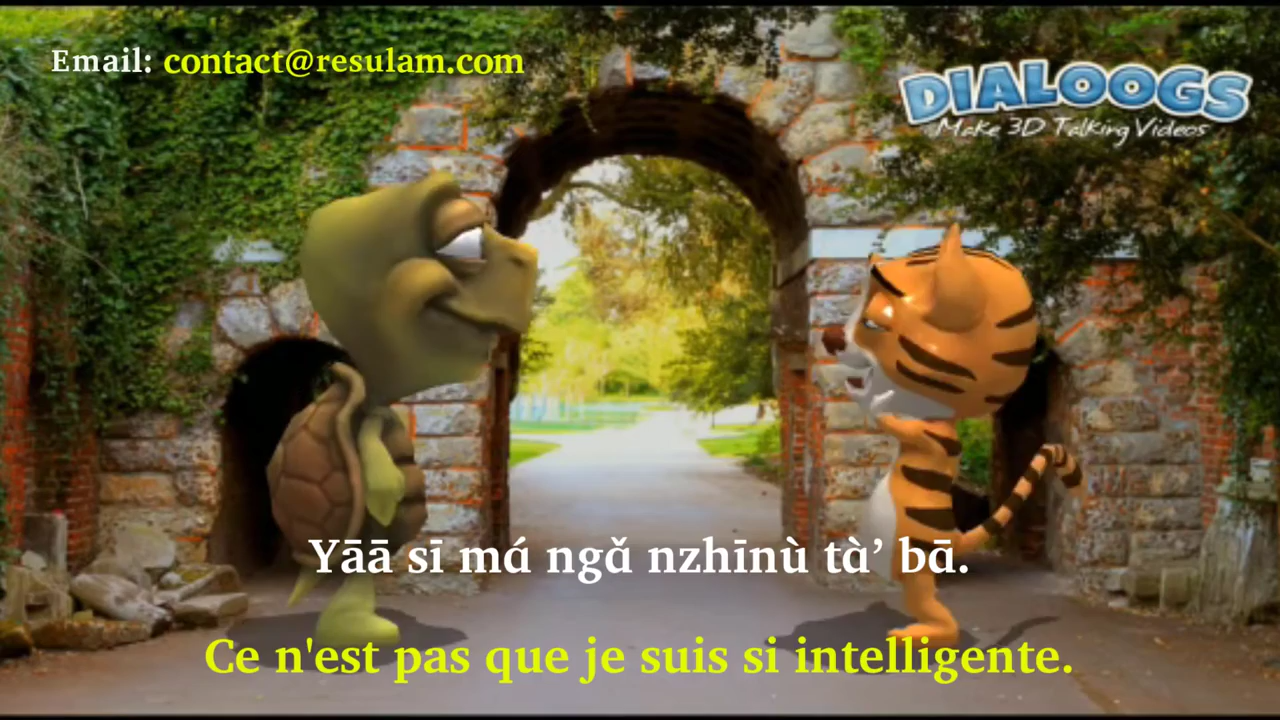 Email: contact@resulam.com
DIALOOGS
Make 3D Talking Videos
Yāā sī má ngǎ nzhīnù tà’ bā.
Ce n'est pas que je suis si intelligente.